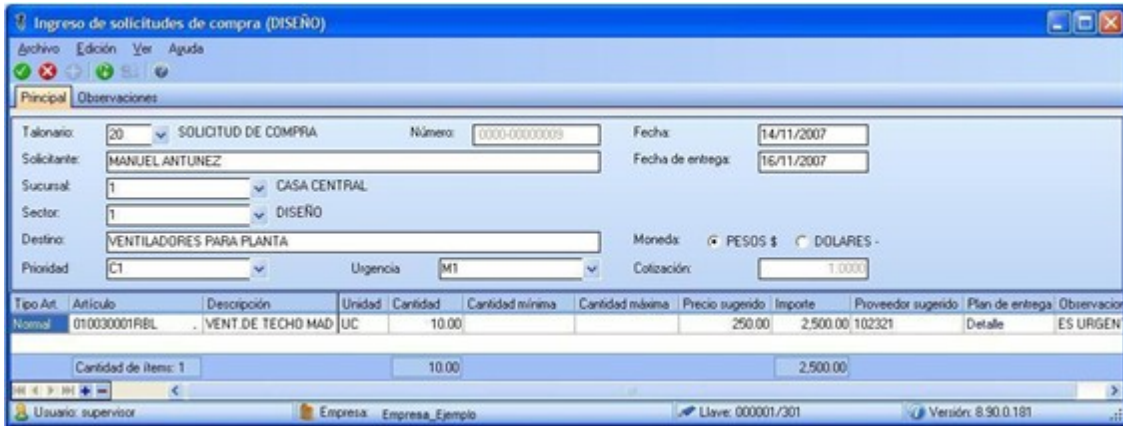 Ingreso de solicitudes de compra (DISEÑO)
Archivo Edición Ver Ayuda
Principal Observaciones
Talonario: 20 SOLICITUD DE COMPRA Número: 0000-00000009 Fecha: 14/11/2007
Solicitante: MANUEL ANTUNEZ Fecha de entrega: 16/11/2007
Sucursal: 1 CASA CENTRAL
Sector: 1 DISEÑO
Destino: VENTILADORES PARA PLANTA Moneda: PESOS $ DOLARES -
Prioridad C1 Urgencia M1 Cotización: 1.0000
Tipo Art. Artículo Descripción Unidad Cantidad Cantidad mínima Cantidad máxima Precio sugerido Importe Proveedor sugerido Plan de entrega Observacion
Normal 010030001RBL . VENT.DE TECHO MAD UC 10.00 250.00 2,500.00 102321 Detalle ES URGENT
Cantidad de ítems: 1 10.00 2,500.00
Usuario: supervisor Empresa: Empresa_Ejemplo Llave: 000001/301 Versión: 8.90.0.181